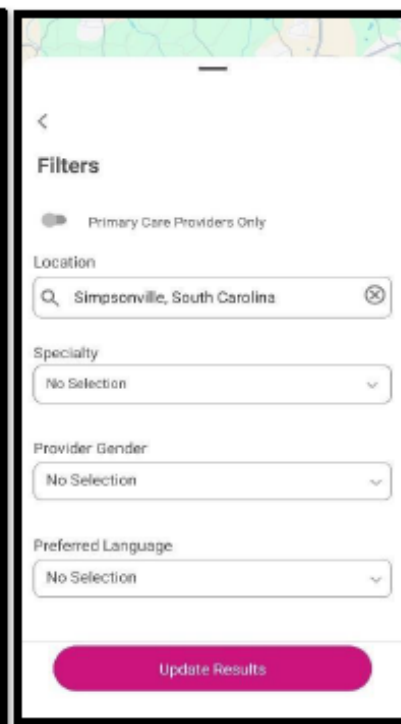 Filters
Primary Care Providers Only
Location
Simpsonville, South Carolina
Specialty
No Selection
Provider Gender
No Selection
Preferred Language
No Selection
Update Results